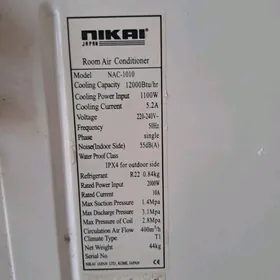 NIKAI
JAPAN
Room Air Conditioner
Model NAC-1010
Cooling Capacity 12000Btu/hr
Cooling Power Input 1100W
Cooling Current 5.2A
Voltage 220-240V~
Frequency 50Hz
Phase single
Noise(Indoor Side) 55dB(A)
Water Proof Class
IPX4 for outdoor side
Refrigerant R22 0.84kg
Rated Power Input 2000W
Rated Current 10A
Max Suction Pressure 1.4Mpa
Max Discharge Pressure 3.1Mpa
Max Pressure of Coil 2.8Mpa
Circulation Air Flow 400m³/h
Climate Type T1
Net Weight 44kg
Serial No.
NIKAI JAPAN LTD, KOBE, JAPAN